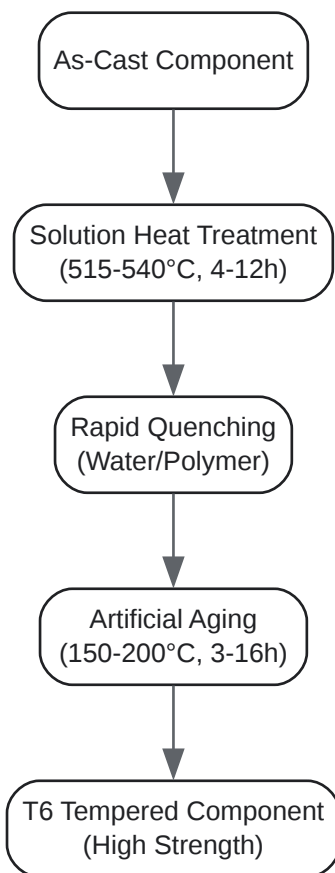 As-Cast Component
Solution Heat Treatment
(515-540°C, 4-12h)
Rapid Quenching
(Water/Polymer)
Artificial Aging
(150-200°C, 3-16h)
T6 Tempered Component
(High Strength)